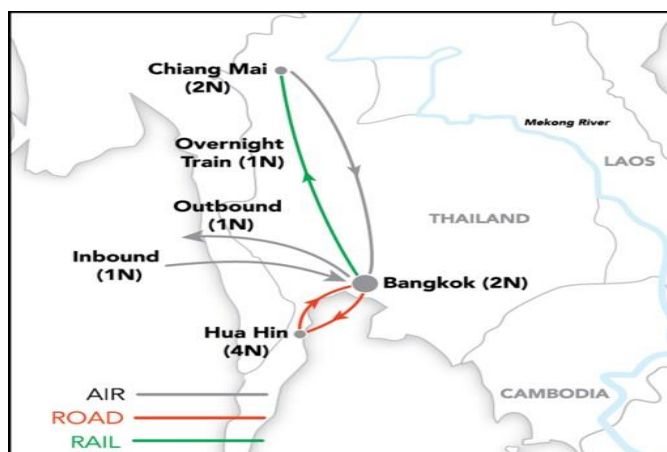 Chiang Mai
(2N)
Mekong River
Overnight
Train (1N)
LAOS
Outbound
(1N)
THAILAND
Inbound
(1N)
Bangkok (2N)
Hua Hin
(4N)
AIR
CAMBODIA
ROAD
RAIL